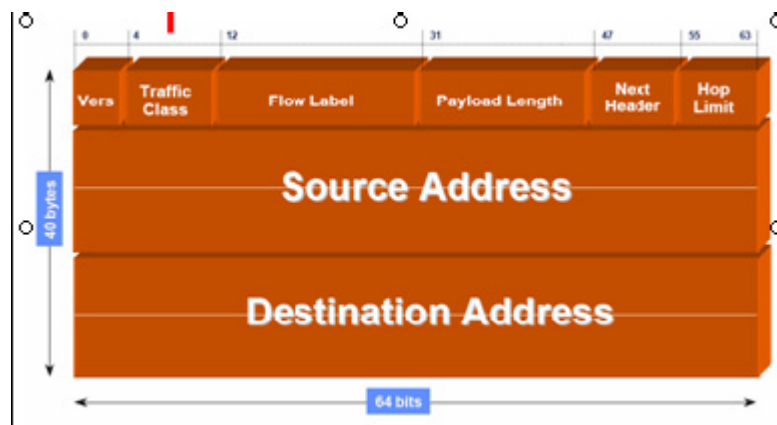 0 4 12 31 47 55 63
Vers Traffic Class Flow Label Payload Length Next Header Hop Limit
Source Address
40 bytes
Destination Address
64 bits